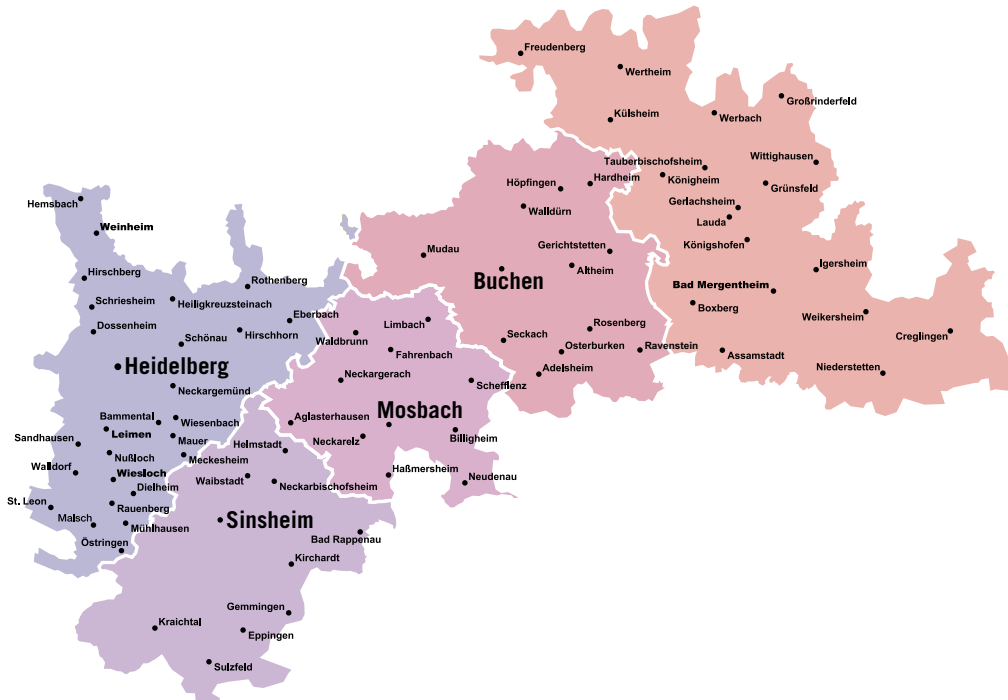 Freudenberg
Wertheim
Großrinderfeld
Külsheim
Werbach
Tauberbischofsheim
Wittighausen
Königheim
Hardheim
Höpfingen
Grünsfeld
Gerlachsheim
Walldürn
Lauda
Hemsbach
Weinheim
Mudau
Gerichtstetten
Königshofen
Altheim
Igersheim
Buchen
Hirschberg
Rothenberg
Bad Mergentheim
Boxberg
Schriesheim
Heiligkreuzsteinach
Weikersheim
Eberbach
Limbach
Dossenheim
Hirschhorn
Rosenberg
Creglingen
Schönau
Waldbrunn
Seckach
Fahrenbach
Osterburken
Ravenstein
Assamstadt
Heidelberg
Niederstetten
Adelsheim
Neckargerach
Schefflenz
Neckargemünd
Mosbach
Bammental
Wiesenbach
Aglasterhausen
Leimen
Sandhausen
Mauer
Neckarelz
Billigheim
Helmstadt
Nußloch
Meckesheim
Walldorf
Wiesloch
Haßmersheim
Waibstadt
Neudenau
Dielheim
Neckarbischofsheim
St. Leon
Rauenberg
Malsch
Mühlhausen
Sinsheim
Östringen
Bad Rappenau
Kirchardt
Gemmingen
Kraichtal
Eppingen
Sulzfeld